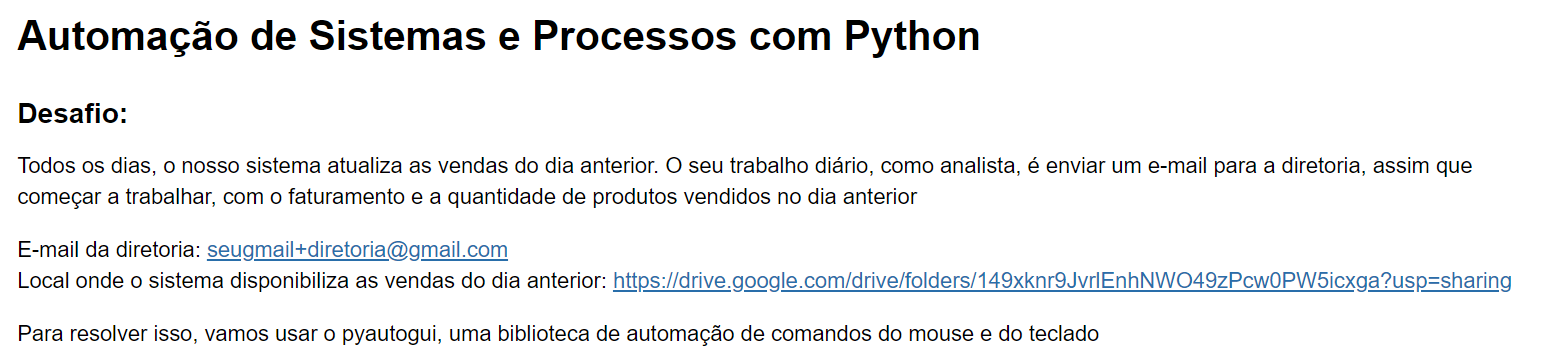 Automação de Sistemas e Processos com Python
Desafio:
Todos os dias, o nosso sistema atualiza as vendas do dia anterior. O seu trabalho diário, como analista, é enviar um e-mail para a diretoria, assim que
começar a trabalhar, com o faturamento e a quantidade de produtos vendidos no dia anterior
E-mail da diretoria: seugmail+diretoria@gmail.com
Local onde o sistema disponibiliza as vendas do dia anterior: https://drive.google.com/drive/folders/149xknr9JvrlEnhNWO49zPcw0PW5icxga?usp=sharing
Para resolver isso, vamos usar o pyautogui, uma biblioteca de automação de comandos do mouse e do teclado